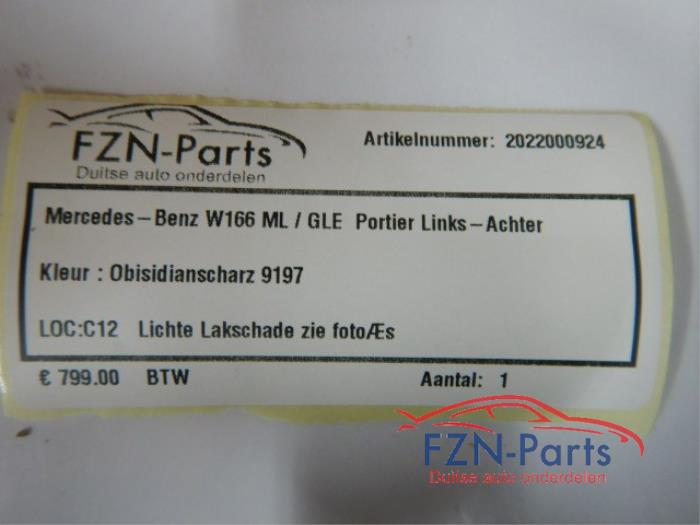 FZN-Parts
Duitse auto onderdelen
Artikelnummer: 2022000924
Mercedes-Benz W166 ML / GLE Portier Links-Achter
Kleur : Obisidianscharz 9197
LOC:C12 Lichte Lakschade zie fotoÆs
€ 799.00 BTW Aantal: 1
FZN-Parts
Duitse auto onderdelen